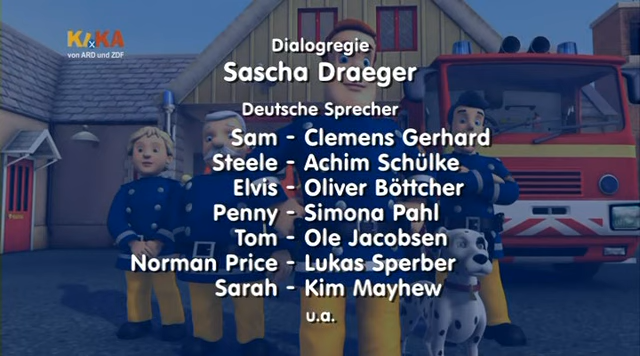 KiKA
von ARD und ZDF
Dialogregie
Sascha Draeger
Deutsche Sprecher
Sam - Clemens Gerhard
Steele - Achim Schülke
Elvis - Oliver Böttcher
Penny - Simona Pahl
Tom - Ole Jacobsen
Norman Price - Lukas Sperber
Sarah - Kim Mayhew
u.a.